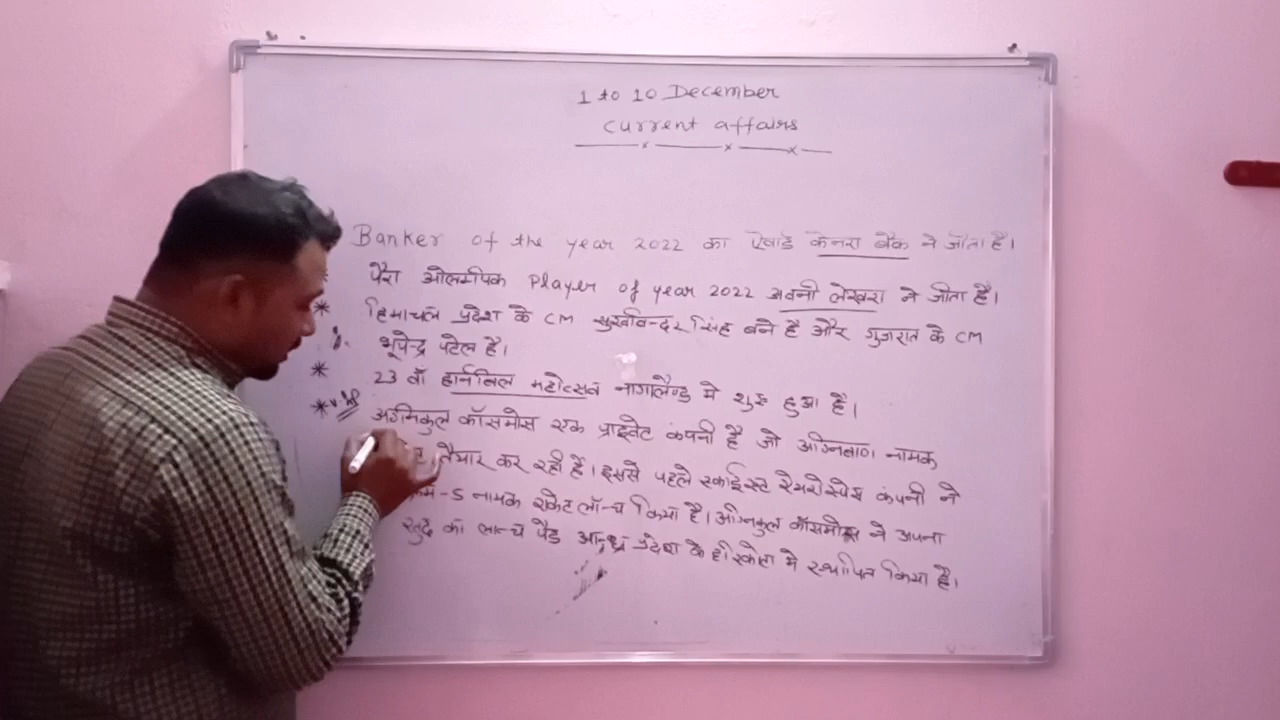 1 to 10 December
current affairs
Banker of the year 2022 का ऐवार्ड केनरा बैंक ने जीता है।
पैरा ओलम्पिक Player of year 2022 अवनी लेखरा ने जीता है।
* हिमाचल प्रदेश के CM सुखविन्दर सिंह बने है और गुजरात के CM
भूपेन्द्र पटेल है।
* 23 वाँ हार्नबिल महोत्सव नागालैण्ड मे शुरू हुआ है।
* अग्निकुल कॉसमोस एक प्राइवेट कंपनी है जो अग्निबाण नामक
तैयार कर रही है। इससे पहले स्काईरूट ऐयरोस्पेस कंपनी ने
-S नामक रॉकेट लॉन्च किया है। अग्निकुल कॉसमोस ने अपना
खुद का लान्च पैड आन्ध्र प्रदेश के हरिकोटा मे स्थापित किया है।